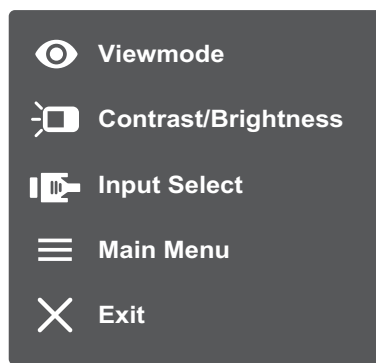 Viewmode
Contrast/Brightness
Input Select
Main Menu
Exit